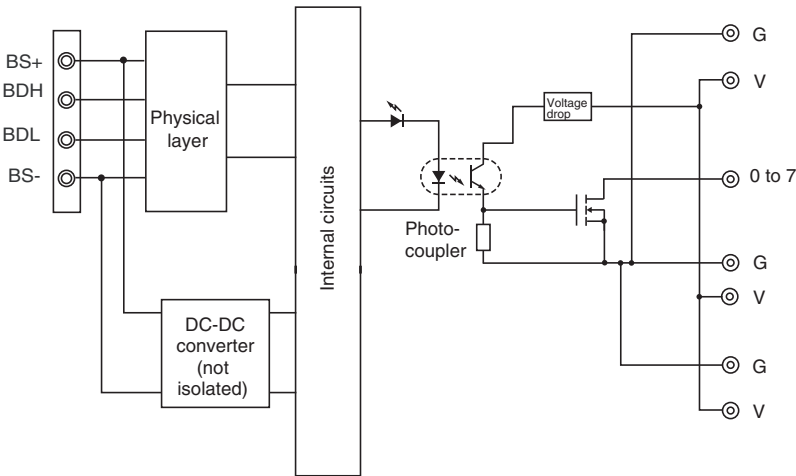 BS+
BDH
BDL
BS-
Physical
layer
DC-DC
converter
(not
isolated)
Internal circuits
Photo-
coupler
Voltage
drop
G
V
0 to 7
G
V
G
V